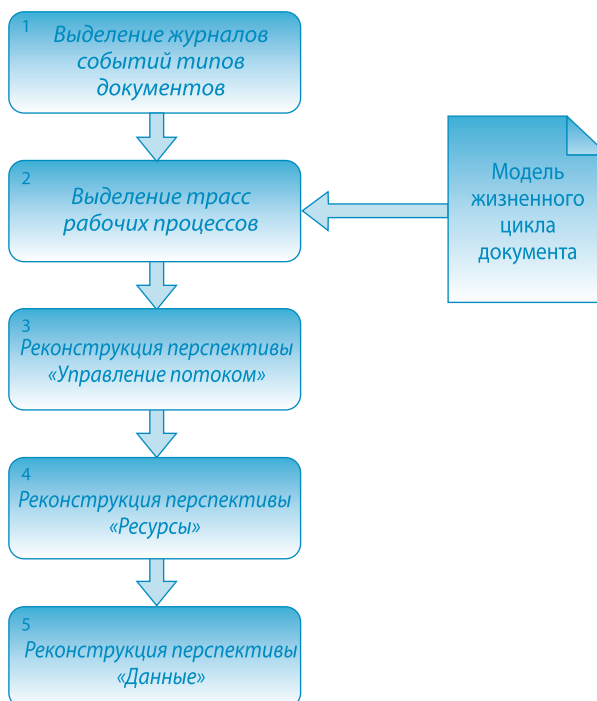 1
Выделение журналов
событий типов
документов
2
Выделение трасс
рабочих процессов
Модель
жизненного
цикла
документа
3
Реконструкция перспективы
«Управление потоком»
4
Реконструкция перспективы
«Ресурсы»
5
Реконструкция перспективы
«Данные»